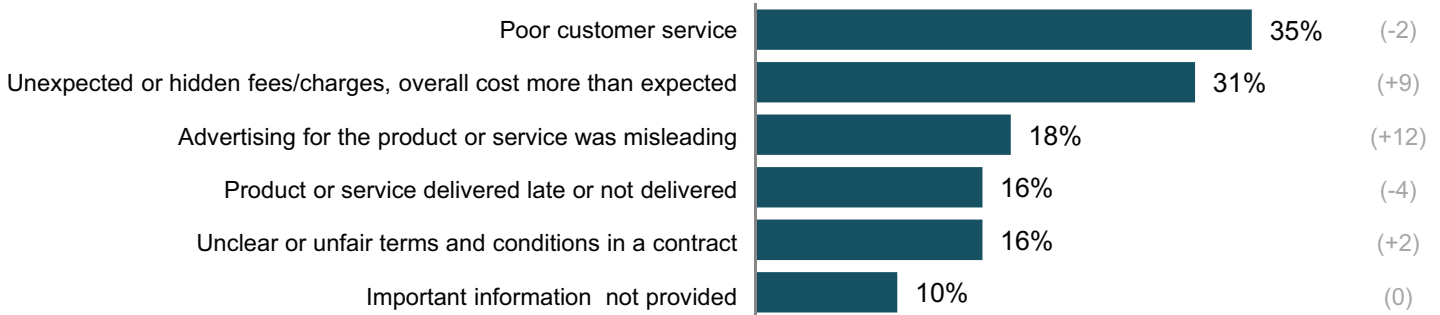 Poor customer service 35% (-2)
Unexpected or hidden fees/charges, overall cost more than expected 31% (+9)
Advertising for the product or service was misleading 18% (+12)
Product or service delivered late or not delivered 16% (-4)
Unclear or unfair terms and conditions in a contract 16% (+2)
Important information  not provided 10% (0)